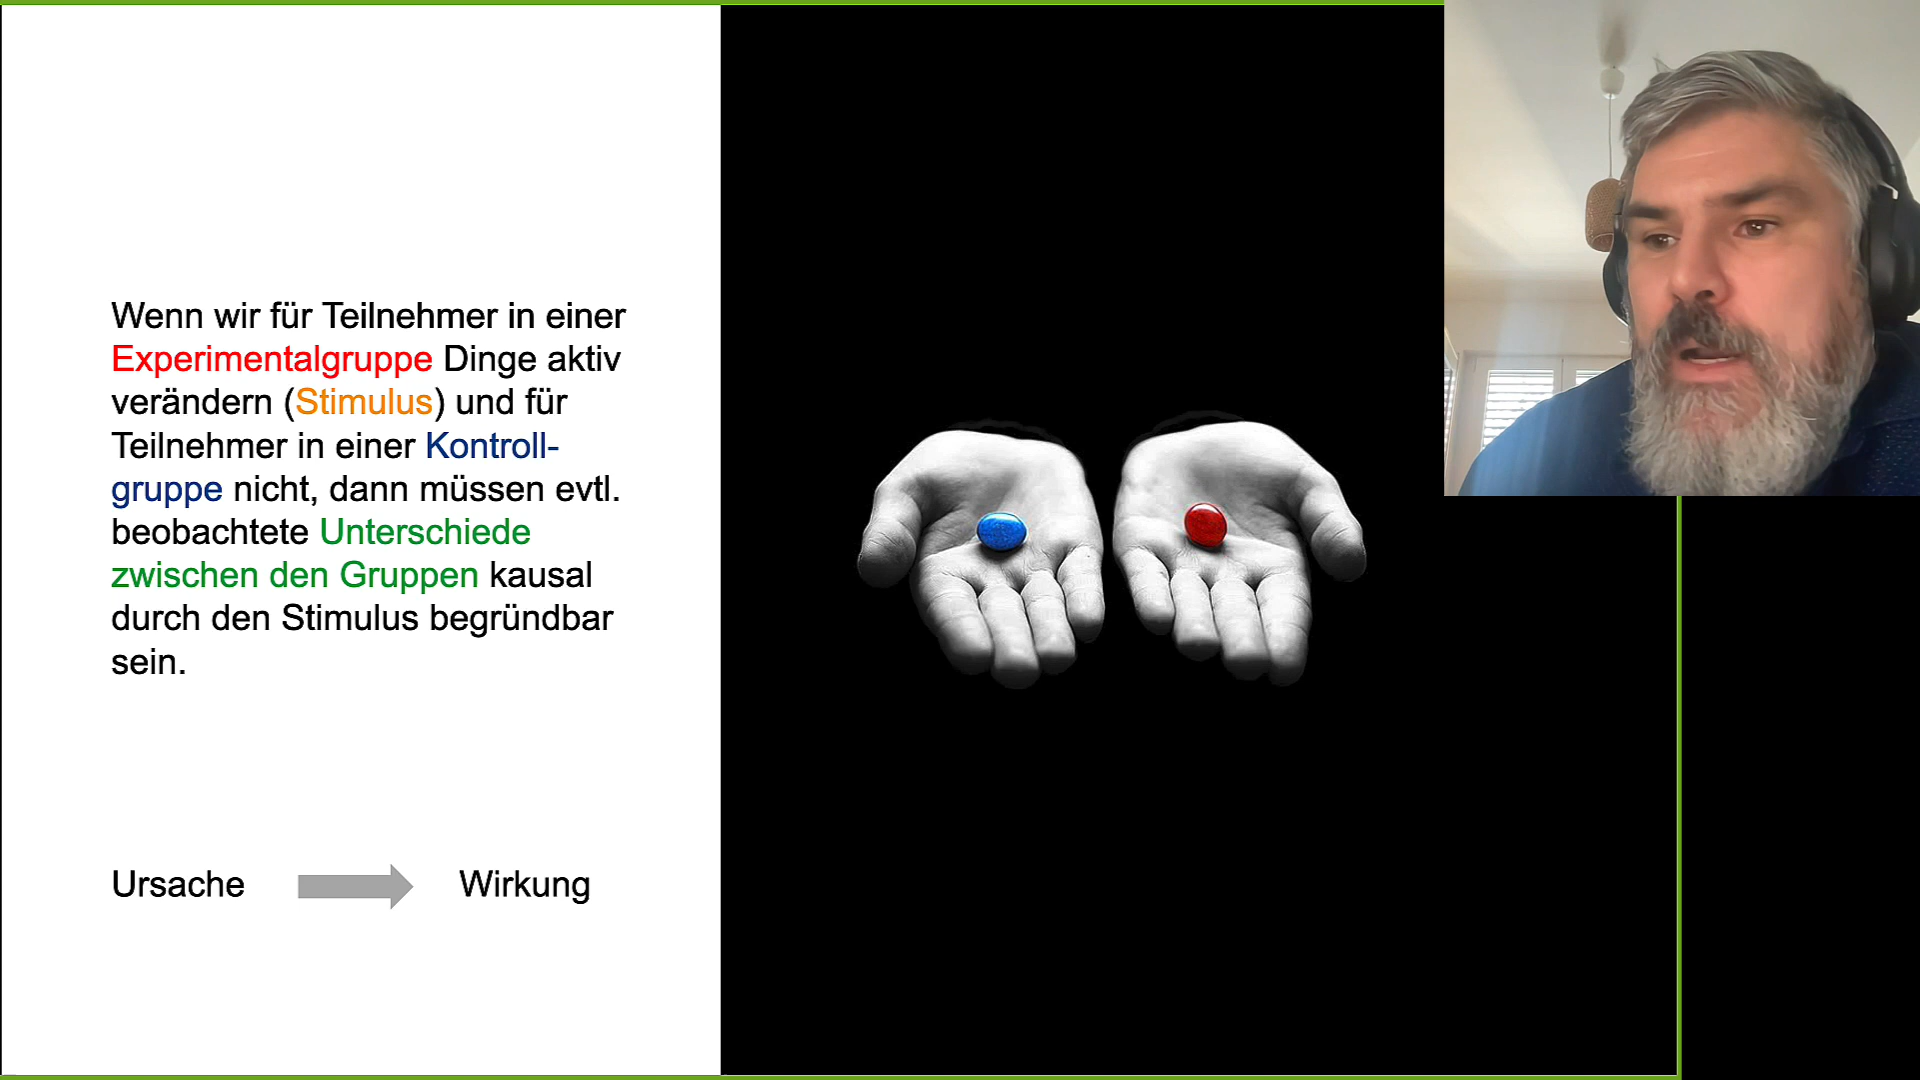 Wenn wir für Teilnehmer in einer
Experimentalgruppe Dinge aktiv
verändern (Stimulus) und für
Teilnehmer in einer Kontroll-
gruppe nicht, dann müssen evtl.
beobachtete Unterschiede
zwischen den Gruppen kausal
durch den Stimulus begründbar
sein.
Ursache Wirkung